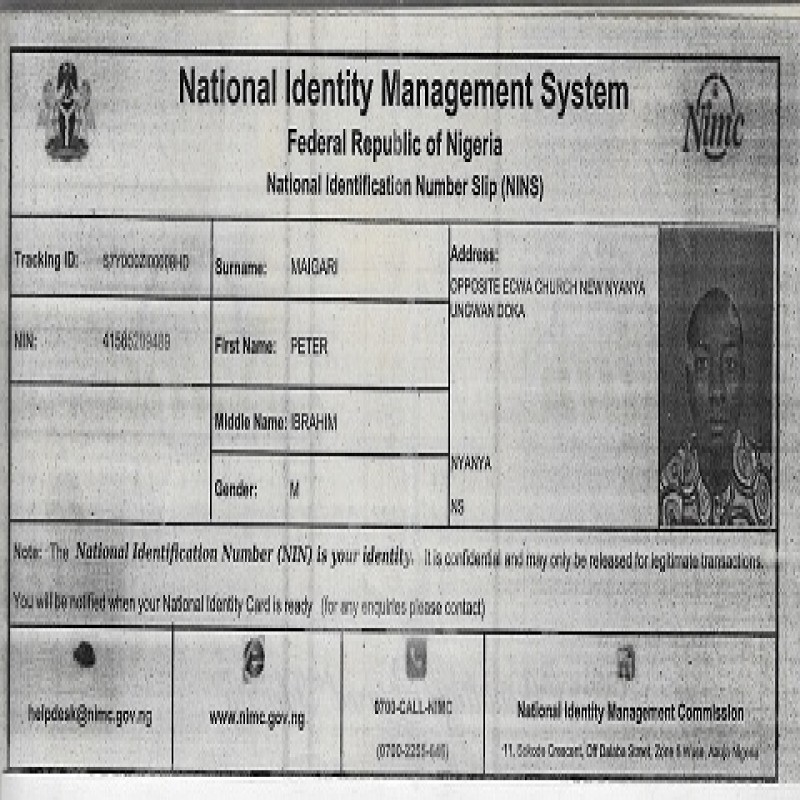 National Identity Management System
Federal Republic of Nigeria
National Identification Number Slip (NINS)
Nimc
Tracking ID:
Surname: MAIGARI
Address:
OPPOSITE ECWA CHURCH NEW NYANYA
UNGWAN DOKA
NIN:
First Name: PETER
Middle Name: IBRAHIM
NYANYA
Gender: M
NS
Note: The National Identification Number (NIN) is your identity. It is confidential and may only be released for legitimate transactions.
You will be notified when your National Identity Card is ready (for any enquiries please contact)
helpdesk@nimc.gov.ng
www.nimc.gov.ng
0700-CALL-NIMC
(0700-2255-646)
National Identity Management Commission
11, Sokode Crescent, Off Dalaba Street, Zone 5 Wuse, Abuja Nigeria